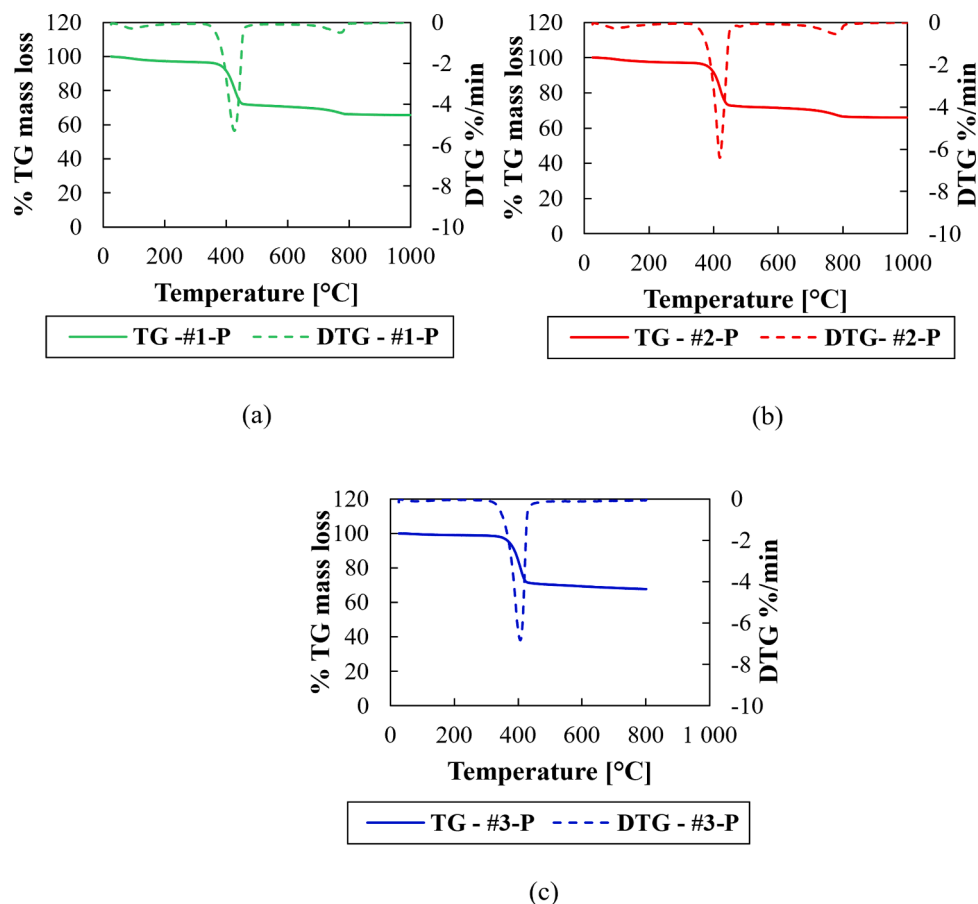 120
100
80
60
40
20
0
% TG mass loss
0
-2
-4
-6
-8
-10
DTG %/min
0 200 400 600 800 1000
Temperature [°C]
TG -#1-P DTG - #1-P
(a)
120
100
80
60
40
20
0
% TG mass loss
0
-2
-4
-6
-8
-10
DTG %/min
0 200 400 600 800 1000
Temperature [°C]
TG - #2-P DTG- #2-P
(b)
120
100
80
60
40
20
0
% TG mass loss
0
-2
-4
-6
-8
-10
DTG %/min
0 200 400 600 800 1 000
Temperature [°C]
TG - #3-P DTG - #3-P
(c)